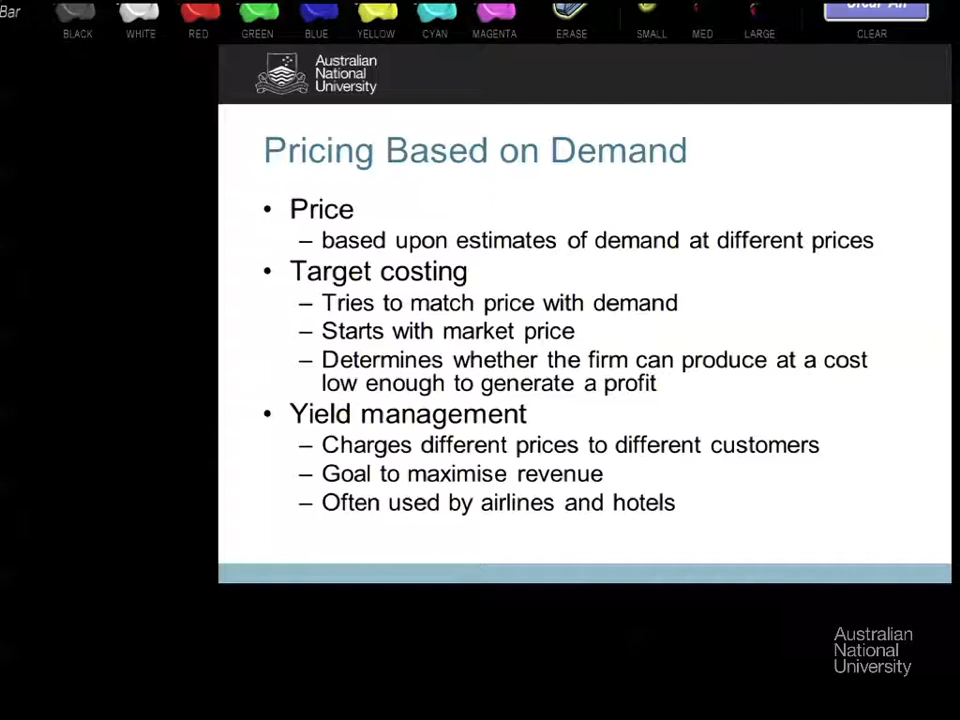 Bar
BLACK WHITE RED GREEN BLUE YELLOW CYAN MAGENTA ERASE SMALL MED LARGE CLEAR
Australian
National
University
Pricing Based on Demand
• Price
– based upon estimates of demand at different prices
• Target costing
– Tries to match price with demand
– Starts with market price
– Determines whether the firm can produce at a cost
low enough to generate a profit
• Yield management
– Charges different prices to different customers
– Goal to maximise revenue
– Often used by airlines and hotels
Australian
National
University